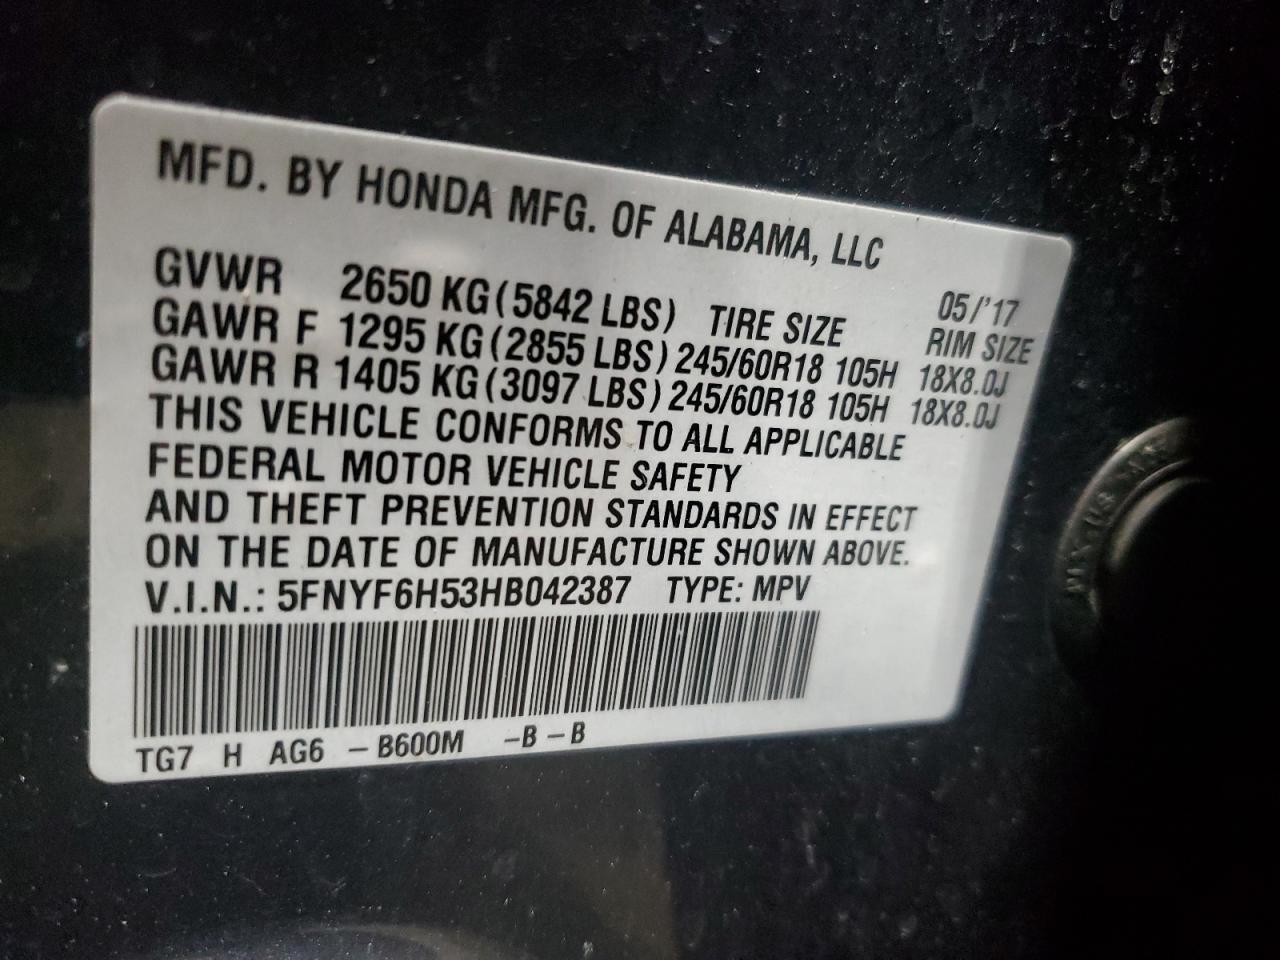 MFD. BY HONDA MFG. OF ALABAMA, LLC
05/'17
GVWR 2650 KG (5842 LBS) TIRE SIZE RIM SIZE
GAWR F 1295 KG (2855 LBS) 245/60R18 105H 18X8.0J
GAWR R 1405 KG (3097 LBS) 245/60R18 105H 18X8.0J
THIS VEHICLE CONFORMS TO ALL APPLICABLE
FEDERAL MOTOR VEHICLE SAFETY
AND THEFT PREVENTION STANDARDS IN EFFECT
ON THE DATE OF MANUFACTURE SHOWN ABOVE.
V.I.N.: 5FNYF6H53HB042387 TYPE: MPV
TG7 H AG6 - B600M -B - B